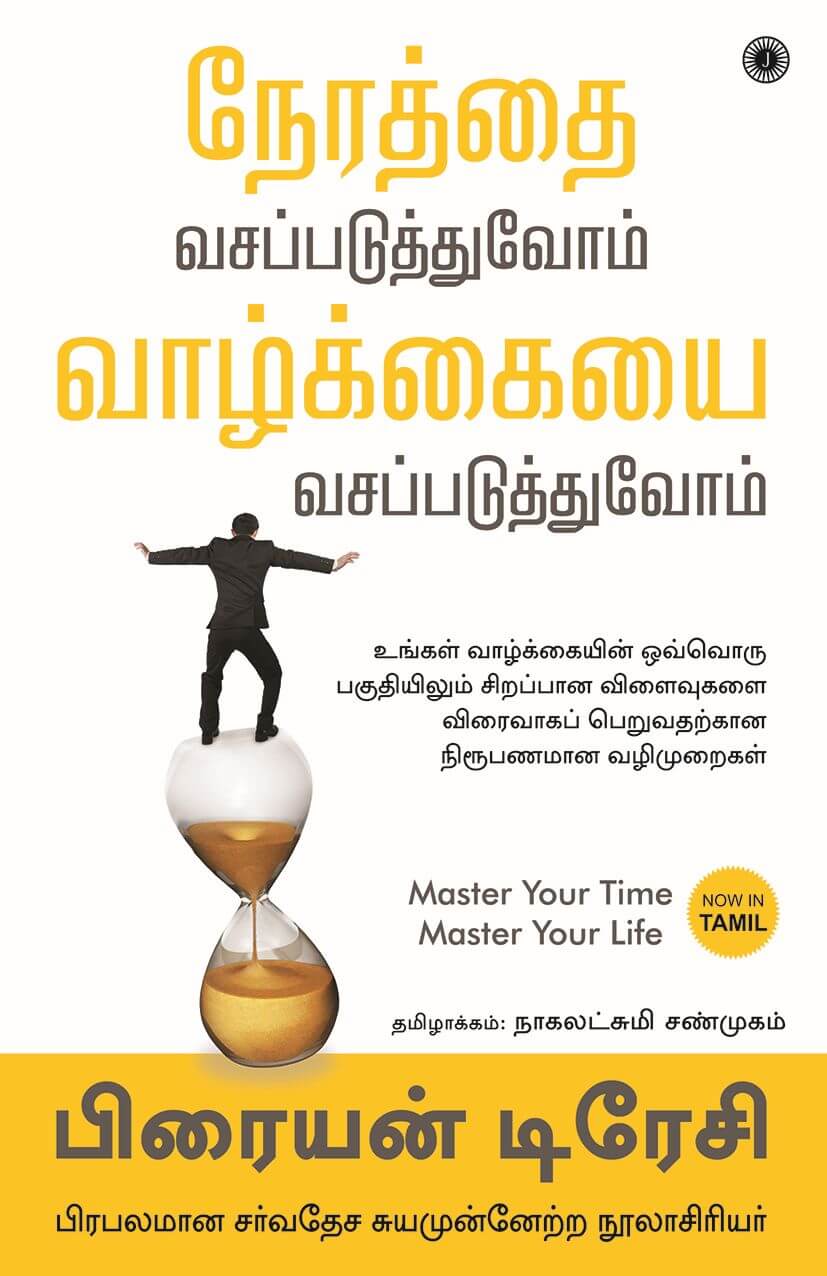 J
நேரத்தை
வசப்படுத்துவோம்
வாழ்க்கையை
வசப்படுத்துவோம்
உங்கள் வாழ்க்கையின் ஒவ்வொரு
பகுதியிலும் சிறப்பான விளைவுகளை
விரைவாகப் பெறுவதற்கான
நிரூபணமான வழிமுறைகள்
Master Your Time
Master Your Life
NOW IN
TAMIL
தமிழாக்கம்: நாகலட்சுமி சண்முகம்
பிரையன் டிரேசி
பிரபலமான சர்வதேச சுயமுன்னேற்ற நூலாசிரியர்